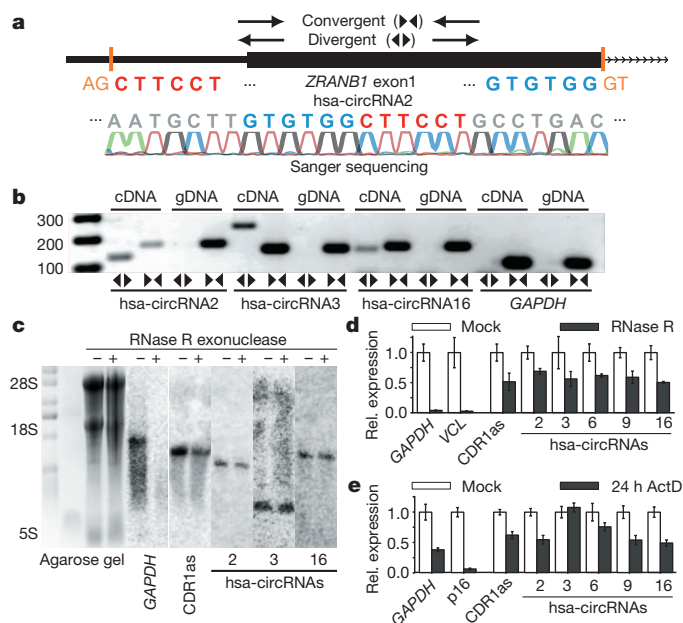 a
Convergent (▶◀)
Divergent (◀▶)
AG CTTCCT ... ZRANB1 exon1 ... GTGTGG GT
hsa-circRNA2
... AATGCTTGTGTGGCTTCCTGCCTGAC ...
Sanger sequencing
b
cDNA gDNA cDNA gDNA cDNA gDNA cDNA gDNA
300
200
100
hsa-circRNA2 hsa-circRNA3 hsa-circRNA16 GAPDH
c
RNase R exonuclease
– + – + – + – + – + – +
28S
18S
5S
Agarose gel GAPDH CDR1as 2 3 16
hsa-circRNAs
d
Mock RNase R
Rel. expression
1.0
0.5
0.0
GAPDH VCL CDR1as 2 3 6 9 16
hsa-circRNAs
e
Mock 24 h ActD
Rel. expression
1.0
0.5
0.0
GAPDH p16 CDR1as 2 3 6 9 16
hsa-circRNAs